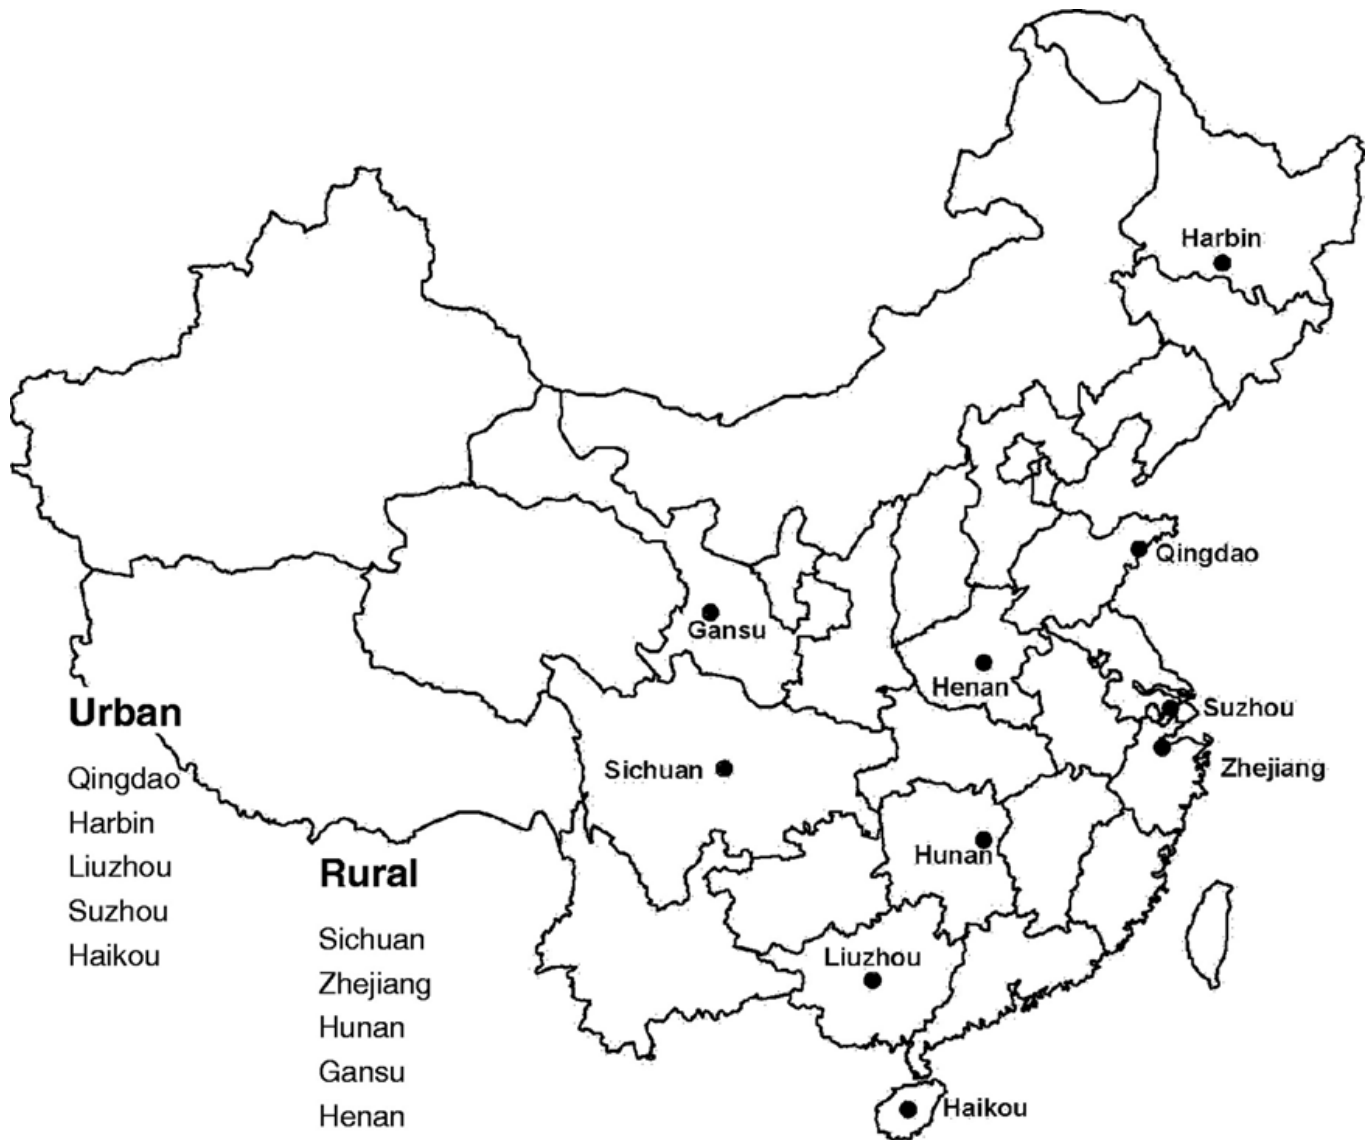 Harbin
Qingdao
Gansu
Henan
Suzhou
Zhejiang
Sichuan
Hunan
Liuzhou
Haikou
Urban
Qingdao
Harbin
Liuzhou
Suzhou
Haikou
Rural
Sichuan
Zhejiang
Hunan
Gansu
Henan